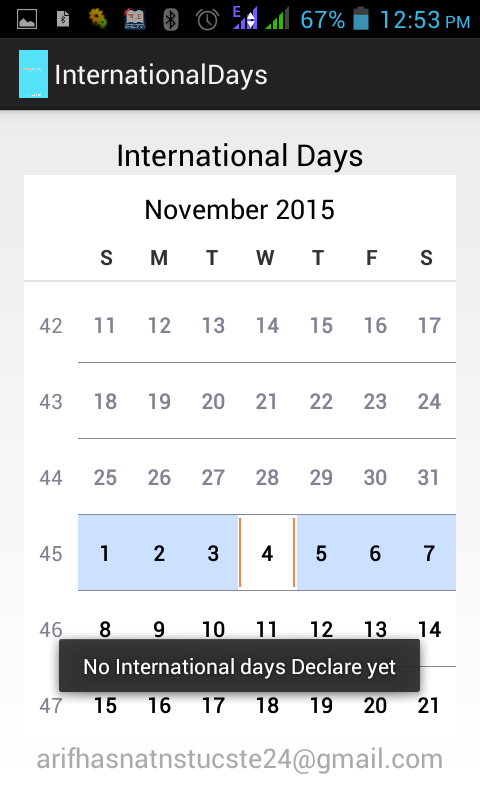 E 67% 12:53 PM
InternationalDays
International Days
November 2015
S M T W T F S
42 11 12 13 14 15 16 17
43 18 19 20 21 22 23 24
44 25 26 27 28 29 30 31
45 1 2 3 4 5 6 7
46 8 9 10 11 12 13 14
No International days Declare yet
47 15 16 17 18 19 20 21
arifhasnatnstucste24@gmail.com